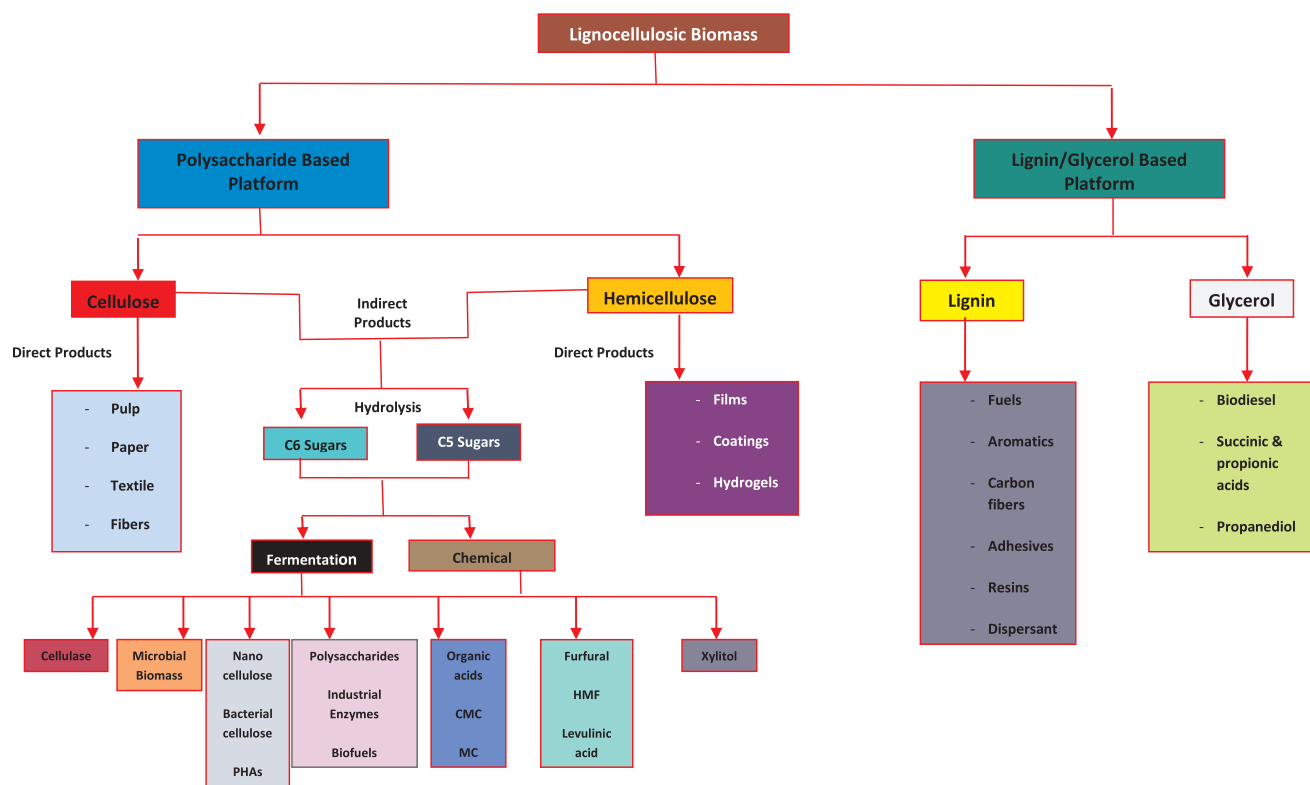 Lignocellulosic Biomass
Polysaccharide Based
Platform
Lignin/Glycerol Based
Platform
Cellulose
Indirect
Products
Hemicellulose
Lignin
Glycerol
Direct Products
Direct Products
- Pulp
- Paper
- Textile
- Fibers
Hydrolysis
C6 Sugars
C5 Sugars
- Films
- Coatings
- Hydrogels
- Fuels
- Aromatics
- Carbon
fibers
- Adhesives
- Resins
- Dispersant
- Biodiesel
- Succinic &
propionic
acids
- Propanediol
Fermentation
Chemical
Cellulase
Microbial
Biomass
Nano
cellulose
Bacterial
cellulose
PHAs
Polysaccharides
Industrial
Enzymes
Biofuels
Organic
acids
CMC
MC
Furfural
HMF
Levulinic
acid
Xylitol